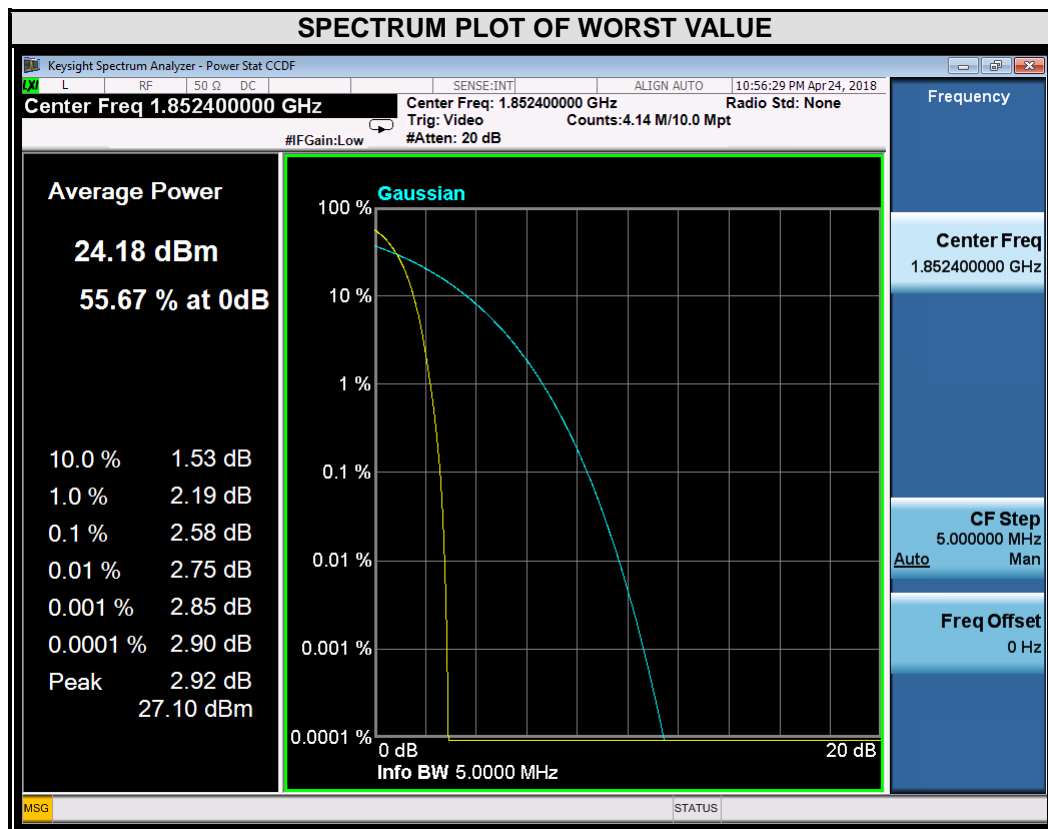 SPECTRUM PLOT OF WORST VALUE
Keysight Spectrum Analyzer - Power Stat CCDF
LXI L RF 50 Ω DC SENSE:INT ALIGN AUTO 10:56:29 PM Apr 24, 2018
Center Freq 1.852400000 GHz
Center Freq: 1.852400000 GHz Radio Std: None
Trig: Video Counts:4.14 M/10.0 Mpt
#IFGain:Low #Atten: 20 dB
Average Power
24.18 dBm
55.67 % at 0dB
10.0 % 1.53 dB
1.0 % 2.19 dB
0.1 % 2.58 dB
0.01 % 2.75 dB
0.001 % 2.85 dB
0.0001 % 2.90 dB
Peak 2.92 dB
27.10 dBm
Gaussian
100 %
10 %
1 %
0.1 %
0.01 %
0.001 %
0.0001 %
0 dB 20 dB
Info BW 5.0000 MHz
Frequency
Center Freq
1.852400000 GHz
CF Step
5.000000 MHz
Auto Man
Freq Offset
0 Hz
MSG STATUS